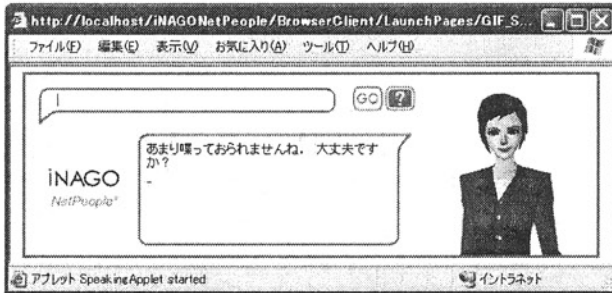 http://localhost/iNAGONetPeople/BrowserClient/LaunchPages/GIF_S...
ファイル(F) 編集(E) 表示(V) お気に入り(A) ツール(T) ヘルプ(H)
GO ?
あまり喋っておられませんね． 大丈夫です
か？
-
iNAGO
NetPeople
アプレット SpeakingApplet started
イントラネット